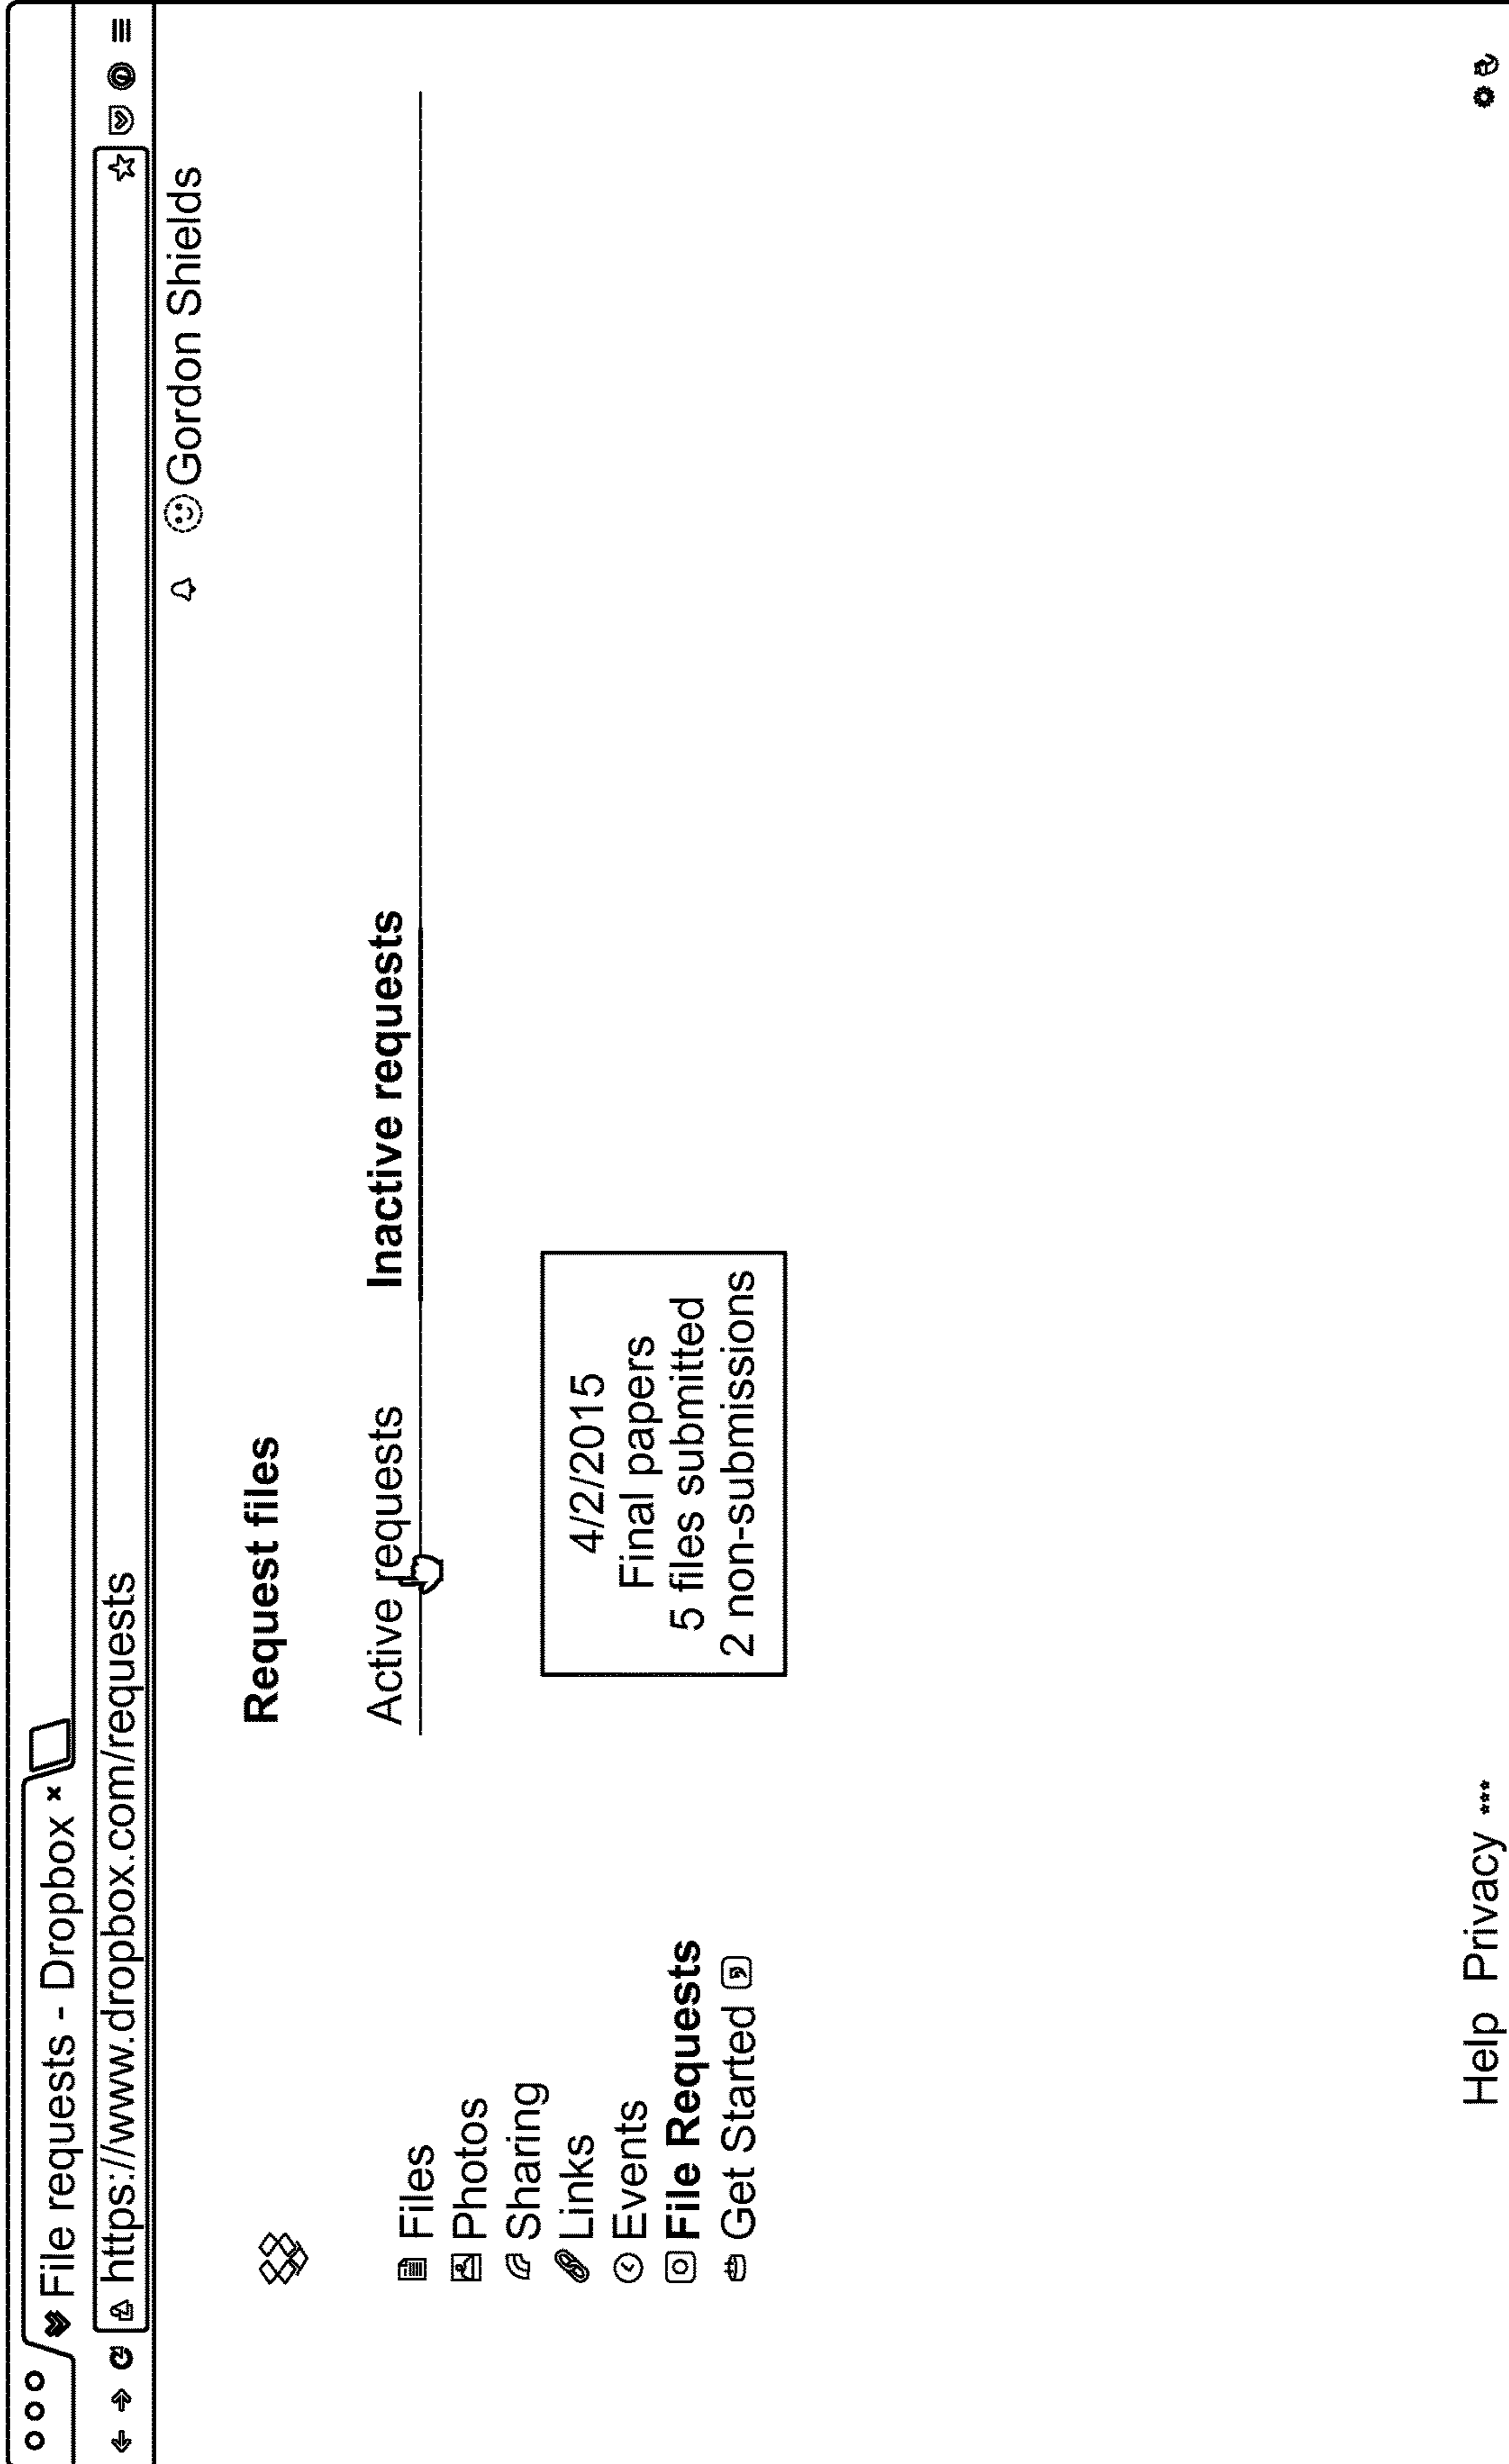 File requests - Dropbox ×
https://www.dropbox.com/requests
Gordon Shields
Request files
Active requests
Inactive requests
Files
Photos
Sharing
Links
Events
File Requests
Get Started
4/2/2015
Final papers
5 files submitted
2 non-submissions
Help Privacy ***